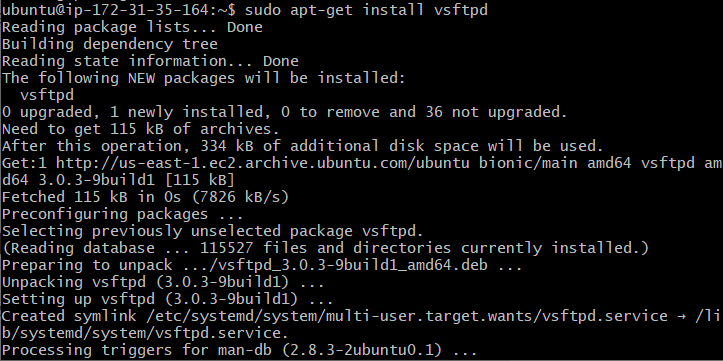 ubuntu@ip-172-31-35-164:~$ sudo apt-get install vsftpd
Reading package lists... Done
Building dependency tree
Reading state information... Done
The following NEW packages will be installed:
  vsftpd
0 upgraded, 1 newly installed, 0 to remove and 36 not upgraded.
Need to get 115 kB of archives.
After this operation, 334 kB of additional disk space will be used.
Get:1 http://us-east-1.ec2.archive.ubuntu.com/ubuntu bionic/main amd64 vsftpd am
d64 3.0.3-9build1 [115 kB]
Fetched 115 kB in 0s (7826 kB/s)
Preconfiguring packages ...
Selecting previously unselected package vsftpd.
(Reading database ... 115527 files and directories currently installed.)
Preparing to unpack .../vsftpd_3.0.3-9build1_amd64.deb ...
Unpacking vsftpd (3.0.3-9build1) ...
Setting up vsftpd (3.0.3-9build1) ...
Created symlink /etc/systemd/system/multi-user.target.wants/vsftpd.service → /li
b/systemd/system/vsftpd.service.
Processing triggers for man-db (2.8.3-2ubuntu0.1) ...